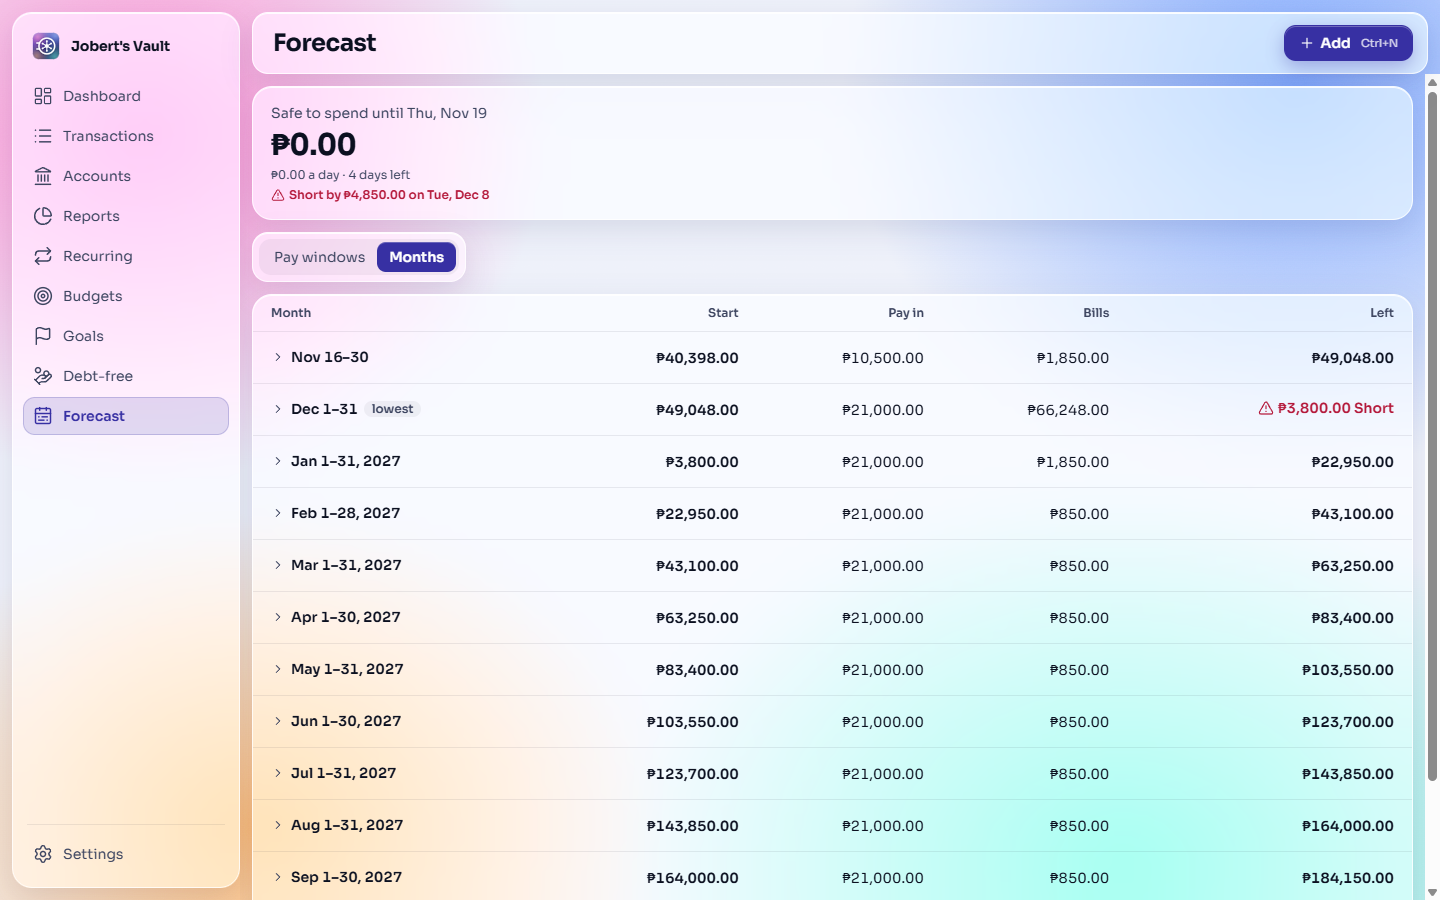 Jobert's Vault
Dashboard
Transactions
Accounts
Reports
Recurring
Budgets
Goals
Debt-free
Forecast
Settings
Forecast
Add Ctrl+N
Safe to spend until Thu, Nov 19
₱0.00
₱0.00 a day · 4 days left
Short by ₱4,850.00 on Tue, Dec 8
Pay windows Months
Month Start Pay in Bills Left
Nov 16–30 ₱40,398.00 ₱10,500.00 ₱1,850.00 ₱49,048.00
Dec 1–31 lowest ₱49,048.00 ₱21,000.00 ₱66,248.00 ₱3,800.00 Short
Jan 1–31, 2027 ₱3,800.00 ₱21,000.00 ₱1,850.00 ₱22,950.00
Feb 1–28, 2027 ₱22,950.00 ₱21,000.00 ₱850.00 ₱43,100.00
Mar 1–31, 2027 ₱43,100.00 ₱21,000.00 ₱850.00 ₱63,250.00
Apr 1–30, 2027 ₱63,250.00 ₱21,000.00 ₱850.00 ₱83,400.00
May 1–31, 2027 ₱83,400.00 ₱21,000.00 ₱850.00 ₱103,550.00
Jun 1–30, 2027 ₱103,550.00 ₱21,000.00 ₱850.00 ₱123,700.00
Jul 1–31, 2027 ₱123,700.00 ₱21,000.00 ₱850.00 ₱143,850.00
Aug 1–31, 2027 ₱143,850.00 ₱21,000.00 ₱850.00 ₱164,000.00
Sep 1–30, 2027 ₱164,000.00 ₱21,000.00 ₱850.00 ₱184,150.00